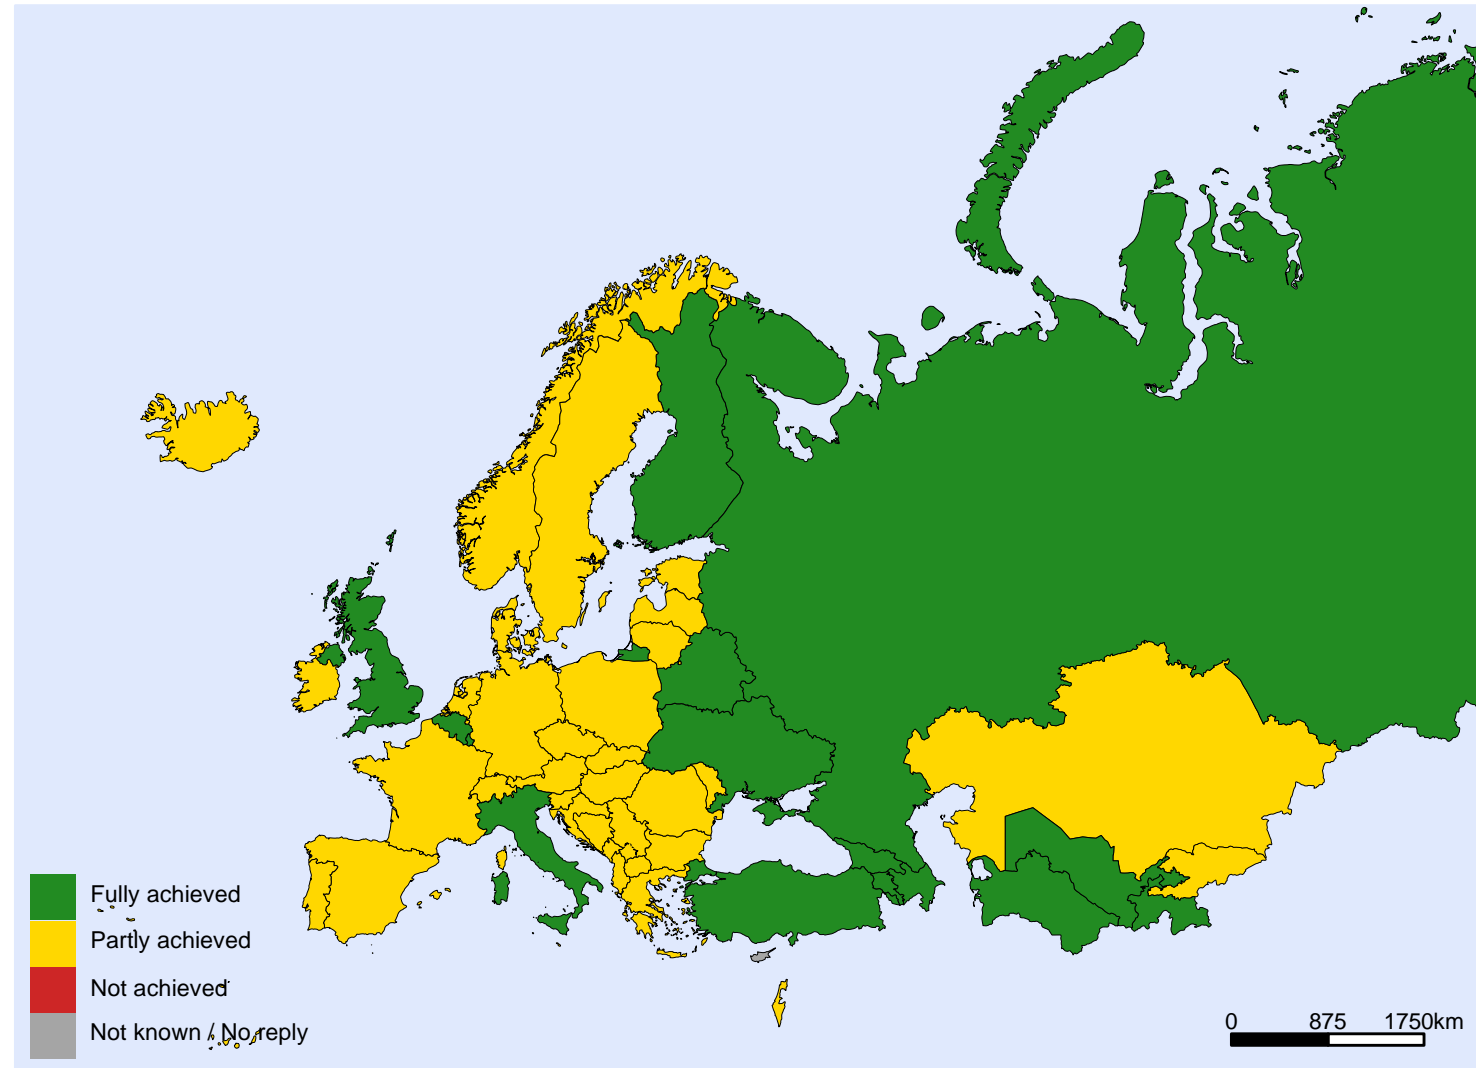 Fully achieved
Partly achieved
Not achieved
Not known / No reply
0 875 1750km